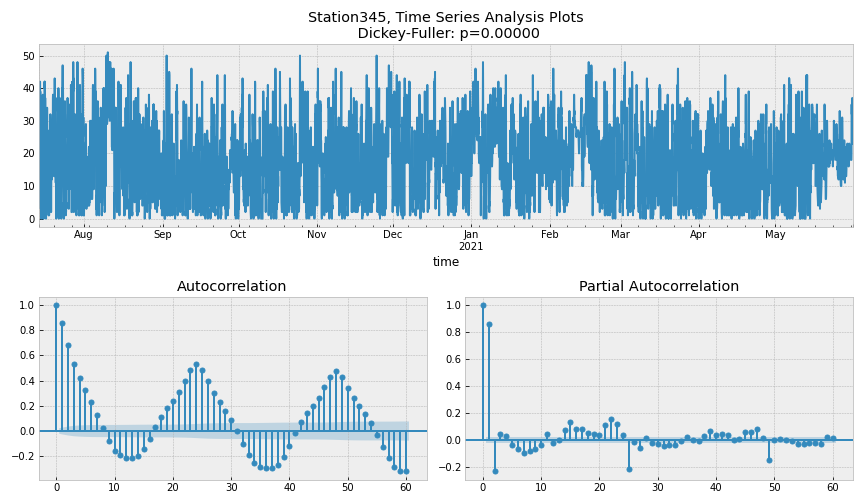 Station345, Time Series Analysis Plots
Dickey-Fuller: p=0.00000
50
40
30
20
10
0
Aug Sep Oct Nov Dec Jan Feb Mar Apr May
2021
time
Autocorrelation Partial Autocorrelation
1.0 1.0
0.8 0.8
0.6 0.6
0.4 0.4
0.2 0.2
0.0 0.0
−0.2 −0.2
0 10 20 30 40 50 60 0 10 20 30 40 50 60